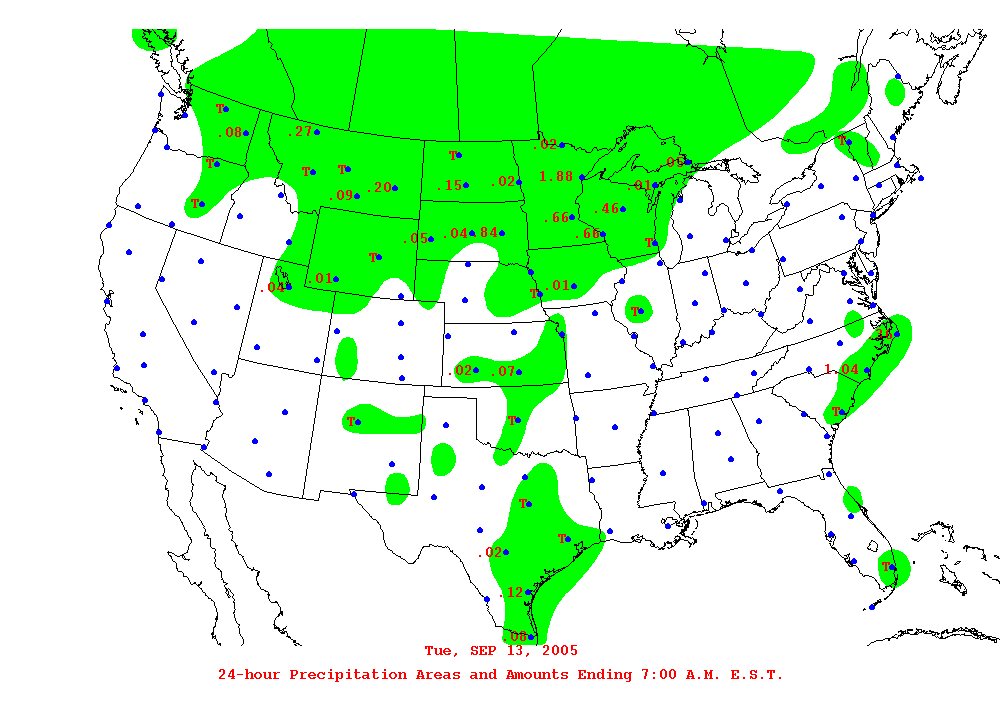 T
.08
.27
.02
T
T
T
T
T
.09
.20
.15
.02
1.88
.09
.01
T
.66
.46
.66
.05
.04
.84
T
T
.04
.01
T
.01
T
1.04
.02
.07
T
T
T
T
T
.02
T
.12
.08
Tue, SEP 13, 2005
24-hour Precipitation Areas and Amounts Ending 7:00 A.M. E.S.T.